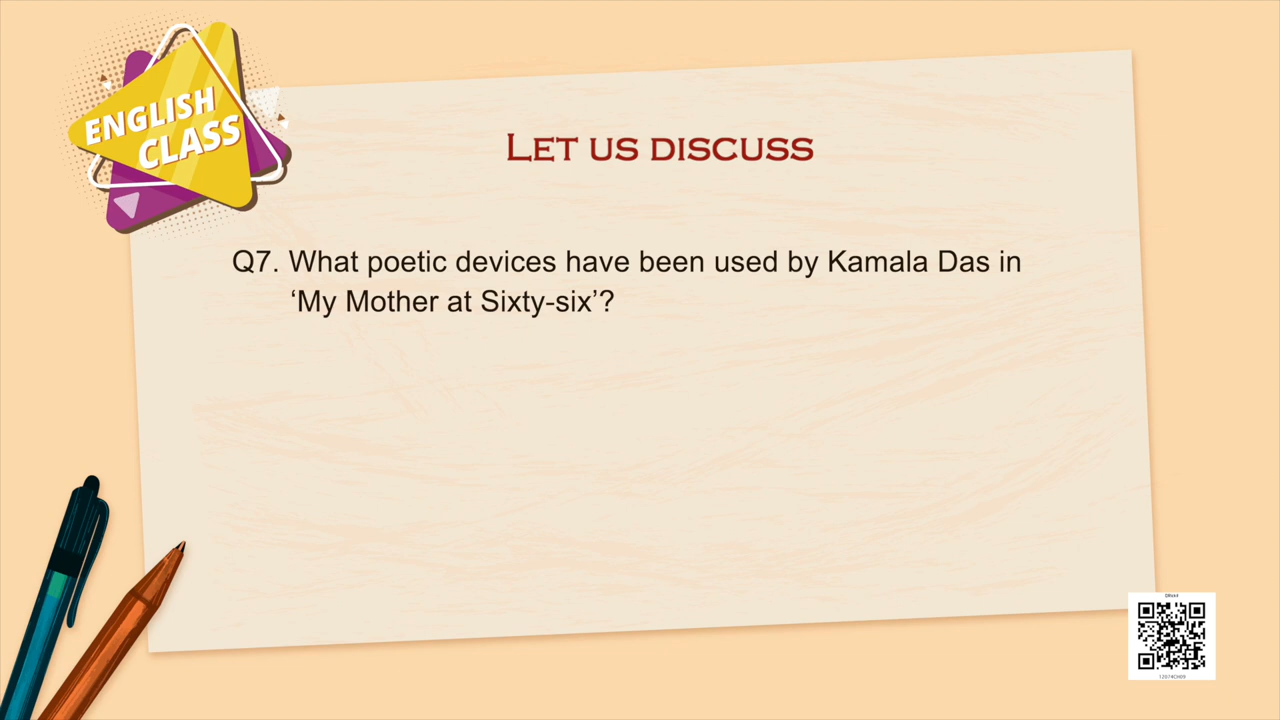 ENGLISH
CLASS
LET US DISCUSS
Q7. What poetic devices have been used by Kamala Das in
‘My Mother at Sixty-six’?
12074CH09